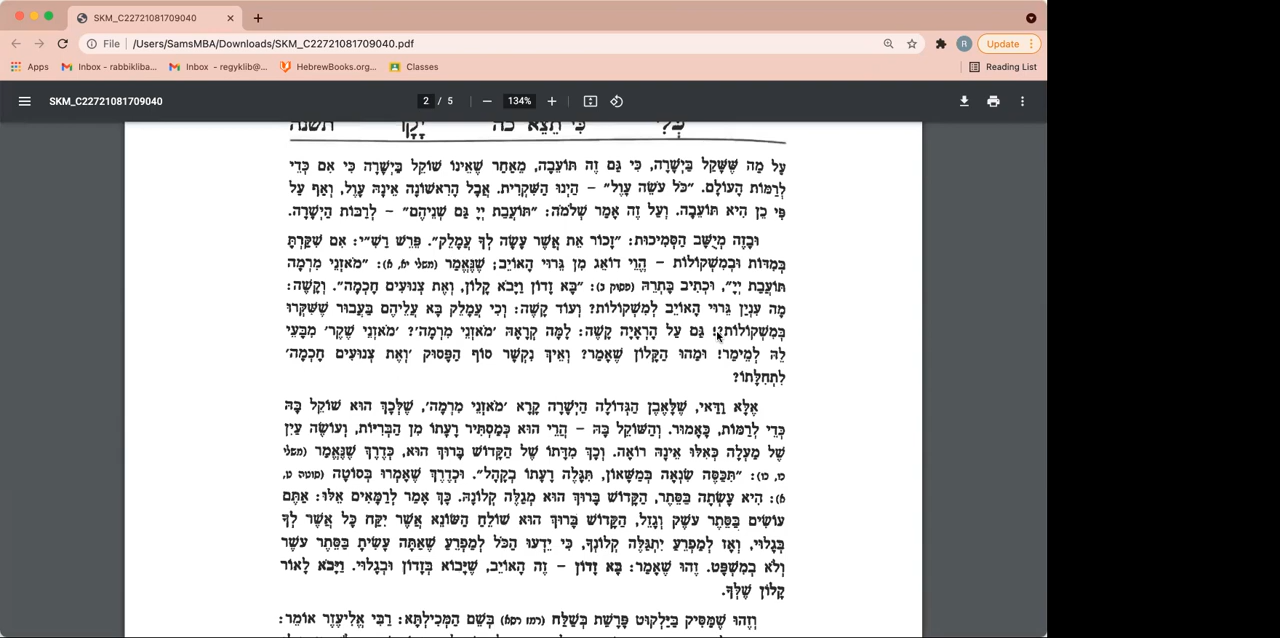 SKM_C22721081709040
File /Users/SamsMBA/Downloads/SKM_C22721081709040.pdf
R Update
Apps Inbox - rabbikliba... Inbox - regyklib@... HebrewBooks.org... Classes Reading List
SKM_C22721081709040 2 / 5 134%
כְּלִי כִּי תֵצֵא כה יָקָר תשנה
עַל מַה שֶּׁשָּׁקַל בַּיְשָׁרָה, כִּי גַּם זֶה תּוֹעֵבָה, מֵאַחַר שֶׁאֵינוֹ שׁוֹקֵל בַּיְשָׁרָה כִּי אִם כְּדֵי
לְרַמּוֹת הָעוֹלָם. ״כֹּל עֹשֵׂה עָוֶל״ – הַיְנוּ הַשִּׁקְרִית. אֲבָל הָרִאשׁוֹנָה אֵינָהּ עָוֶל, וְאַף עַל
פִּי כֵן הִיא תּוֹעֵבָה. וְעַל זֶה אָמַר שְׁלֹמֹה: ״תּוֹעֲבַת יְיָ גַּם שְׁנֵיהֶם״ – לְרַבּוֹת הַיְשָׁרָה.
וּבָזֶה מְיֻשָּׁב הַסְּמִיכוּת: ״זָכוֹר אֵת אֲשֶׁר עָשָׂה לְךָ עֲמָלֵק״. פֵּרֵשׁ רַשִׁ״י: אִם שִׁקַּרְתָּ
בְּמִדּוֹת וּבְמִשְׁקוֹלוֹת – הֱוֵי דוֹאֵג מִן גֵּרוּי הָאוֹיֵב; שֶׁנֶּאֱמַר (משלי יא, א): ״מֹאזְנֵי מִרְמָה
תּוֹעֲבַת יְיָ״, וּכְתִיב בָּתְרֵהּ (פסוק ב): ״בָּא זָדוֹן וַיָּבֹא קָלוֹן, וְאֶת צְנוּעִים חָכְמָה״. וְקָשֶׁה:
מָה עִנְיַן גֵּרוּי הָאוֹיֵב לְמִשְׁקוֹלוֹת? וְעוֹד קָשֶׁה: וְכִי עֲמָלֵק בָּא עֲלֵיהֶם בַּעֲבוּר שֶׁשִּׁקְּרוּ
בְּמִשְׁקוֹלוֹת?! גַּם עַל הָרְאָיָה קָשֶׁה: לָמָּה קְרָאָהּ ׳מֹאזְנֵי מִרְמָה׳? ׳מֹאזְנֵי שֶׁקֶר׳ מִבָּעֵי
לֵהּ לְמֵימַר! וּמַהוּ הַקָּלוֹן שֶׁאָמַר? וְאֵיךְ נִקְשַׁר סוֹף הַפָּסוּק ׳וְאֶת צְנוּעִים חָכְמָה׳
לִתְחִלָּתוֹ?
אֶלָּא וַדַּאי, שֶׁלָּאֶבֶן הַגְּדוֹלָה הַיְשָׁרָה קָרָא ׳מֹאזְנֵי מִרְמָה׳, שֶׁלְּכָךְ הוּא שׁוֹקֵל בָּהּ
כְּדֵי לְרַמּוֹת, כָּאָמוּר. וְהַשּׁוֹקֵל בָּהּ – הֲרֵי הוּא כְּמַסְתִּיר רָעָתוֹ מִן הַבְּרִיּוֹת, וְעוֹשֶׂה עַיִן
שֶׁל מַעְלָה כְּאִלּוּ אֵינָהּ רוֹאָה. וְכָךְ מִדָּתוֹ שֶׁל הַקָּדוֹשׁ בָּרוּךְ הוּא, כְּדֶרֶךְ שֶׁנֶּאֱמַר (משלי
כו, כו): ״תִּכַּסֶּה שִׂנְאָה בְּמַשָּׁאוֹן, תִּגָּלֶה רָעָתוֹ בְקָהָל״. וּכְדֶרֶךְ שֶׁאָמְרוּ בְּסוֹטָה (סוטה ט,
א): הִיא עָשְׂתָה בַּסֵּתֶר, הַקָּדוֹשׁ בָּרוּךְ הוּא מְגַלֶּה קְלוֹנָהּ. כָּךְ אָמַר לְרַמָּאִים אֵלּוּ: אַתֶּם
עוֹשִׂים בַּסֵּתֶר עֹשֶׁק וְגָזֵל, הַקָּדוֹשׁ בָּרוּךְ הוּא שׁוֹלֵחַ הַשּׂוֹנֵא אֲשֶׁר יִקַּח כָּל אֲשֶׁר לְךָ
בְּגָלוּי, וְאָז לְמַפְרֵעַ יִתְגַּלֶּה קְלוֹנְךָ, כִּי יֵדְעוּ הַכֹּל לְמַפְרֵעַ שֶׁאַתָּה עָשִׂיתָ בַּסֵּתֶר עֹשֶׁר
וְלֹא בְמִשְׁפָּט. זֶהוּ שֶׁאָמַר: בָּא זָדוֹן – זֶה הָאוֹיֵב, שֶׁיָּבוֹא בְּזָדוֹן וּבְגָלוּי. וַיָּבֹא לָאוֹר
קָלוֹן שֶׁלְּךָ.
וְזֶהוּ שֶׁמַּסִּיק בַּיַּלְקוּט פָּרָשַׁת בְּשַׁלַּח (רמז רסא) בְּשֵׁם הַמְּכִילְתָּא: רַבִּי אֱלִיעֶזֶר אוֹמֵר: